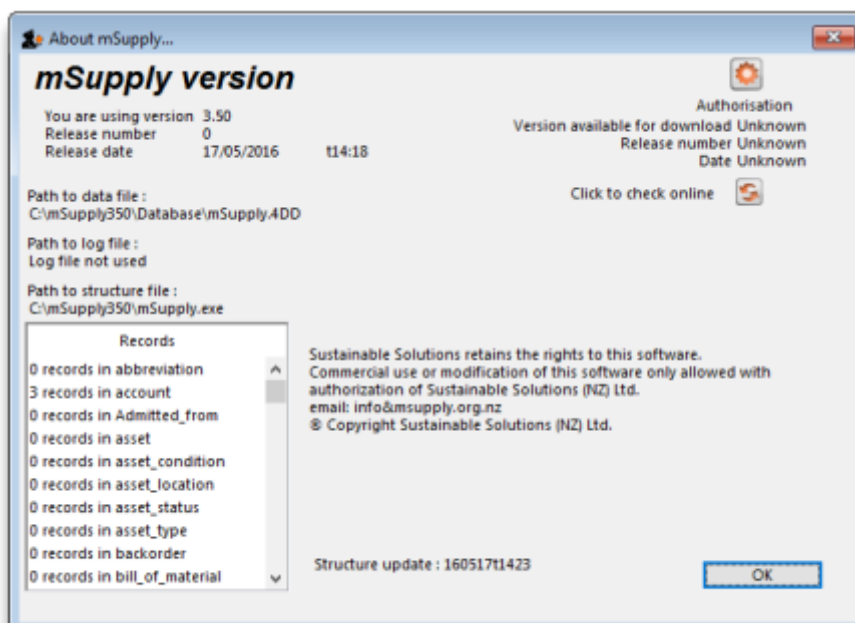 About mSupply...
mSupply version
You are using version 3.50
Release number 0
Release date 17/05/2016 t14:18
Authorisation
Version available for download Unknown
Release number Unknown
Date Unknown
Click to check online
Path to data file :
C:\mSupply350\Database\mSupply.4DD
Path to log file :
Log file not used
Path to structure file :
C:\mSupply350\mSupply.exe
Records
0 records in abbreviation
3 records in account
0 records in Admitted_from
0 records in asset
0 records in asset_condition
0 records in asset_location
0 records in asset_status
0 records in asset_type
0 records in backorder
0 records in bill_of_material
Sustainable Solutions retains the rights to this software.
Commercial use or modification of this software only allowed with
authorization of Sustainable Solutions (NZ) Ltd.
email: info&msupply.org.nz
® Copyright Sustainable Solutions (NZ) Ltd.
Structure update : 160517t1423
OK